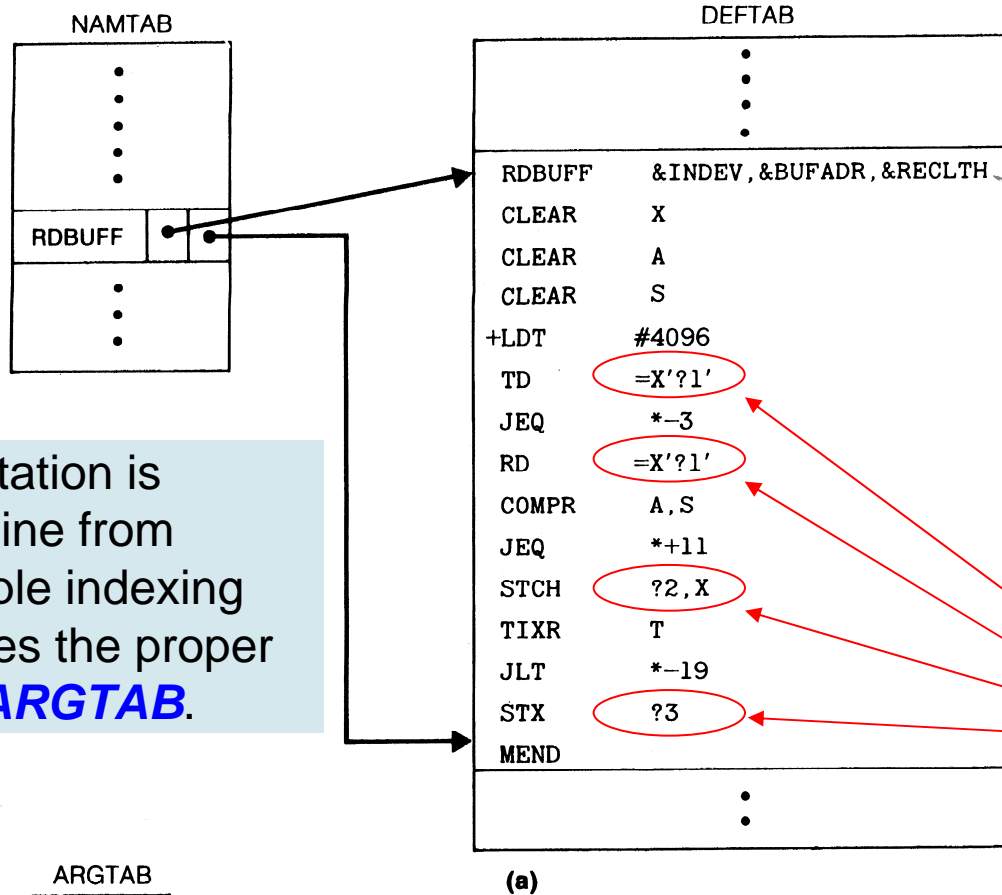 NAMTAB
RDBUFF
DEFTAB
RDBUFF &INDEV,&BUFADR,&RECLTH
CLEAR X
CLEAR A
CLEAR S
+LDT #4096
TD =X'?1'
JEQ *-3
RD =X'?1'
COMPR A,S
JEQ *+11
STCH ?2,X
TIXR T
JLT *-19
STX ?3
MEND
(a)
tation is
ine from
ole indexing
es the proper
ARGTAB.
ARGTAB